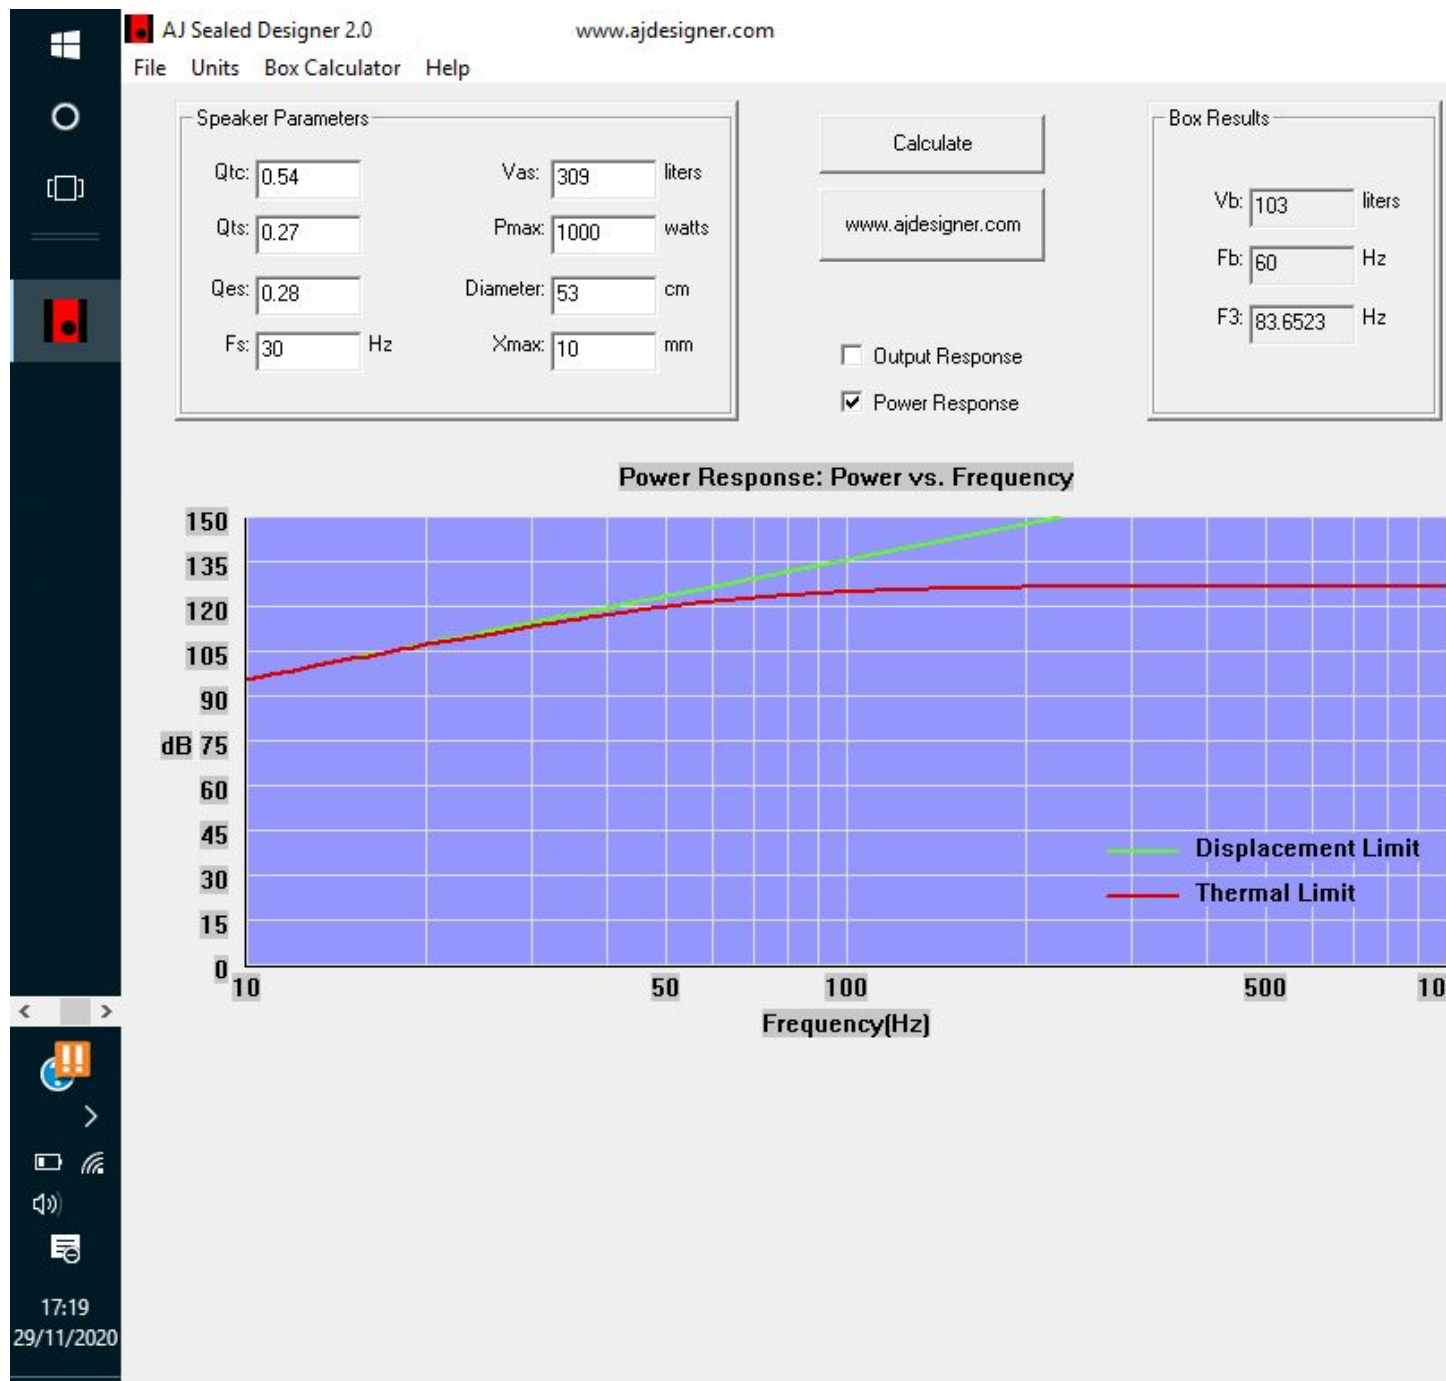 AJ Sealed Designer 2.0 www.ajdesigner.com
File Units Box Calculator Help
Speaker Parameters
Qtc: 0.54 Vas: 309 liters
Qts: 0.27 Pmax: 1000 watts
Qes: 0.28 Diameter: 53 cm
Fs: 30 Hz Xmax: 10 mm
Calculate
www.ajdesigner.com
Output Response
Power Response
Box Results
Vb: 103 liters
Fb: 60 Hz
F3: 83.6523 Hz
Power Response: Power vs. Frequency
150
135
120
105
90
dB 75
60
45
30
15
0
Displacement Limit
Thermal Limit
10 50 100 500 10
Frequency(Hz)
17:19
29/11/2020